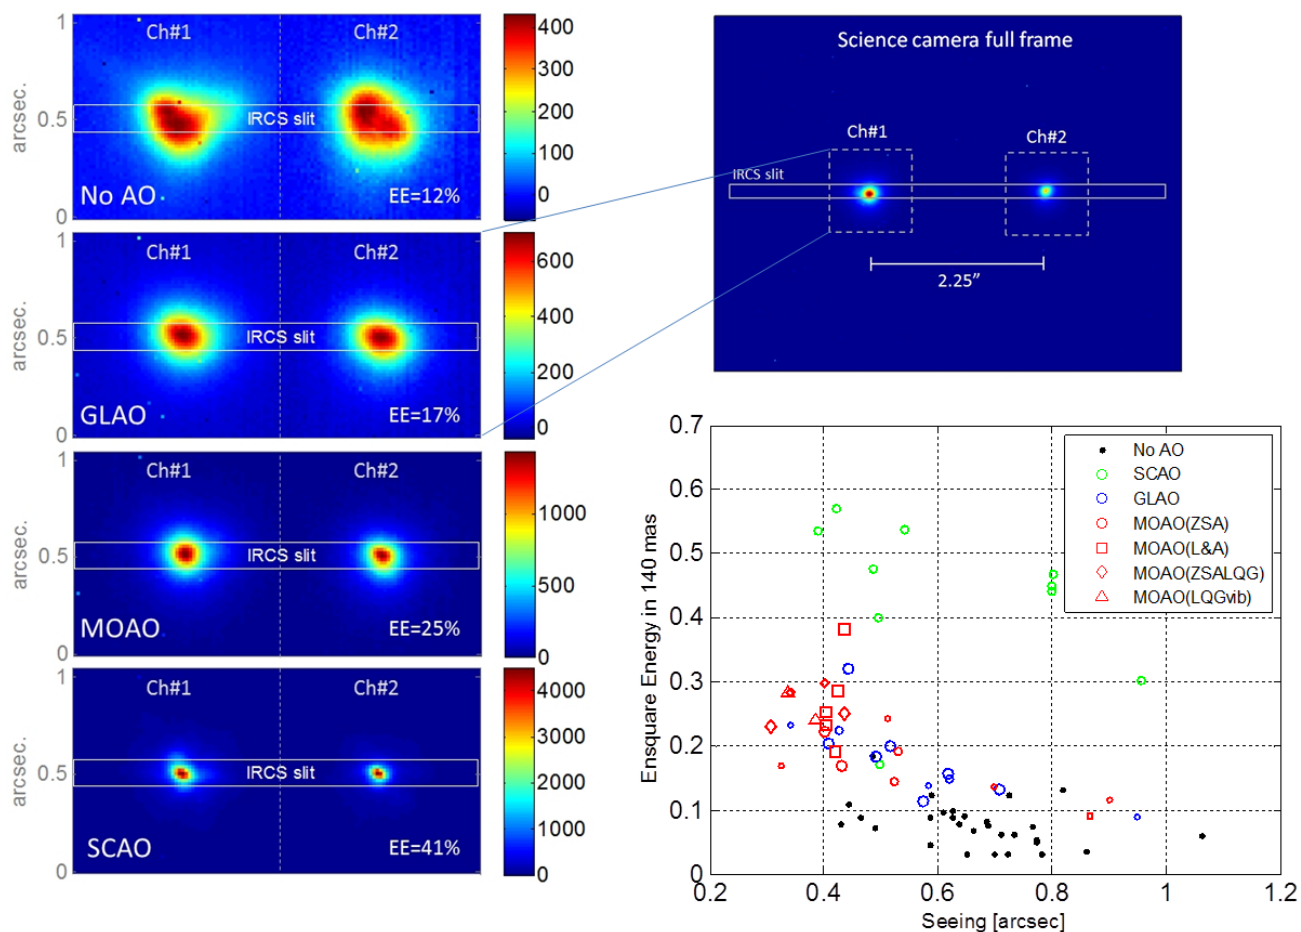 1
arcsec.
0.5
0
Ch#1
Ch#2
IRCS slit
No AO
EE=12%
400
300
200
100
0
1
arcsec.
0.5
0
Ch#1
Ch#2
IRCS slit
GLAO
EE=17%
600
400
200
0
1
arcsec.
0.5
0
Ch#1
Ch#2
IRCS slit
MOAO
EE=25%
1000
500
0
1
arcsec.
0.5
0
Ch#1
Ch#2
IRCS slit
SCAO
EE=41%
4000
3000
2000
1000
0
Science camera full frame
Ch#1
Ch#2
IRCS slit
2.25”
0.7
0.6
0.5
0.4
0.3
0.2
0.1
0
Ensquare Energy in 140 mas
No AO
SCAO
GLAO
MOAO(ZSA)
MOAO(L&A)
MOAO(ZSALQG)
MOAO(LQGvib)
0.2 0.4 0.6 0.8 1 1.2
Seeing [arcsec]